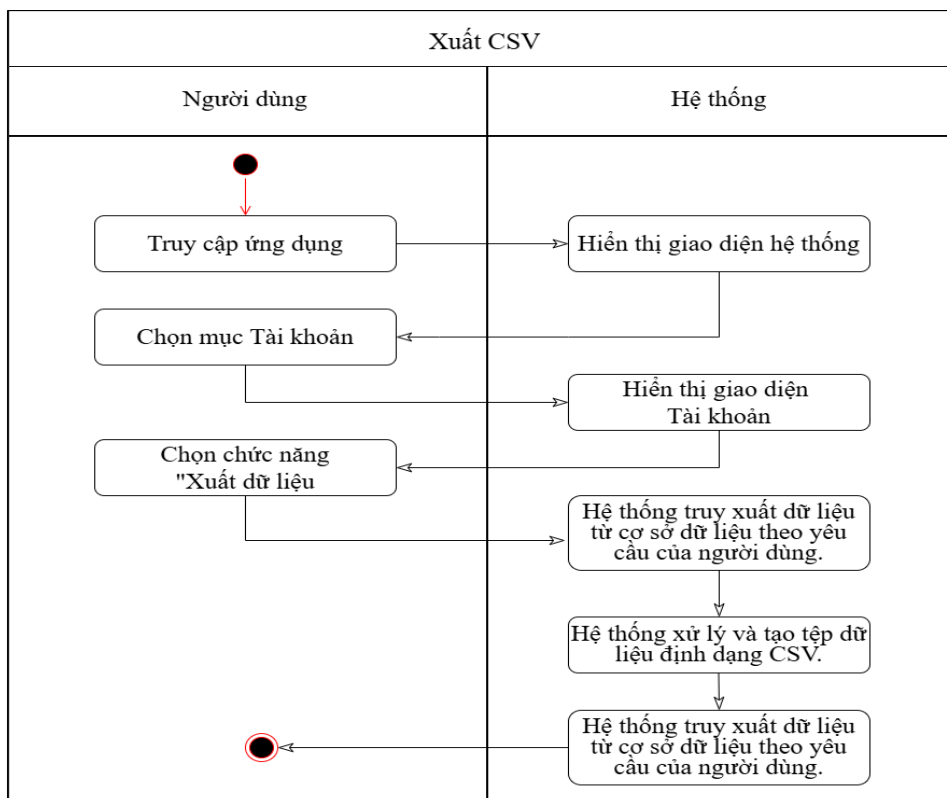 Xuất CSV
Người dùng
Hệ thống
Truy cập ứng dụng
Hiển thị giao diện hệ thống
Chọn mục Tài khoản
Hiển thị giao diện
Tài khoản
Chọn chức năng
"Xuất dữ liệu
Hệ thống truy xuất dữ liệu
từ cơ sở dữ liệu theo yêu
cầu của người dùng.
Hệ thống xử lý và tạo tệp dữ
liệu định dạng CSV.
Hệ thống truy xuất dữ liệu
từ cơ sở dữ liệu theo yêu
cầu của người dùng.